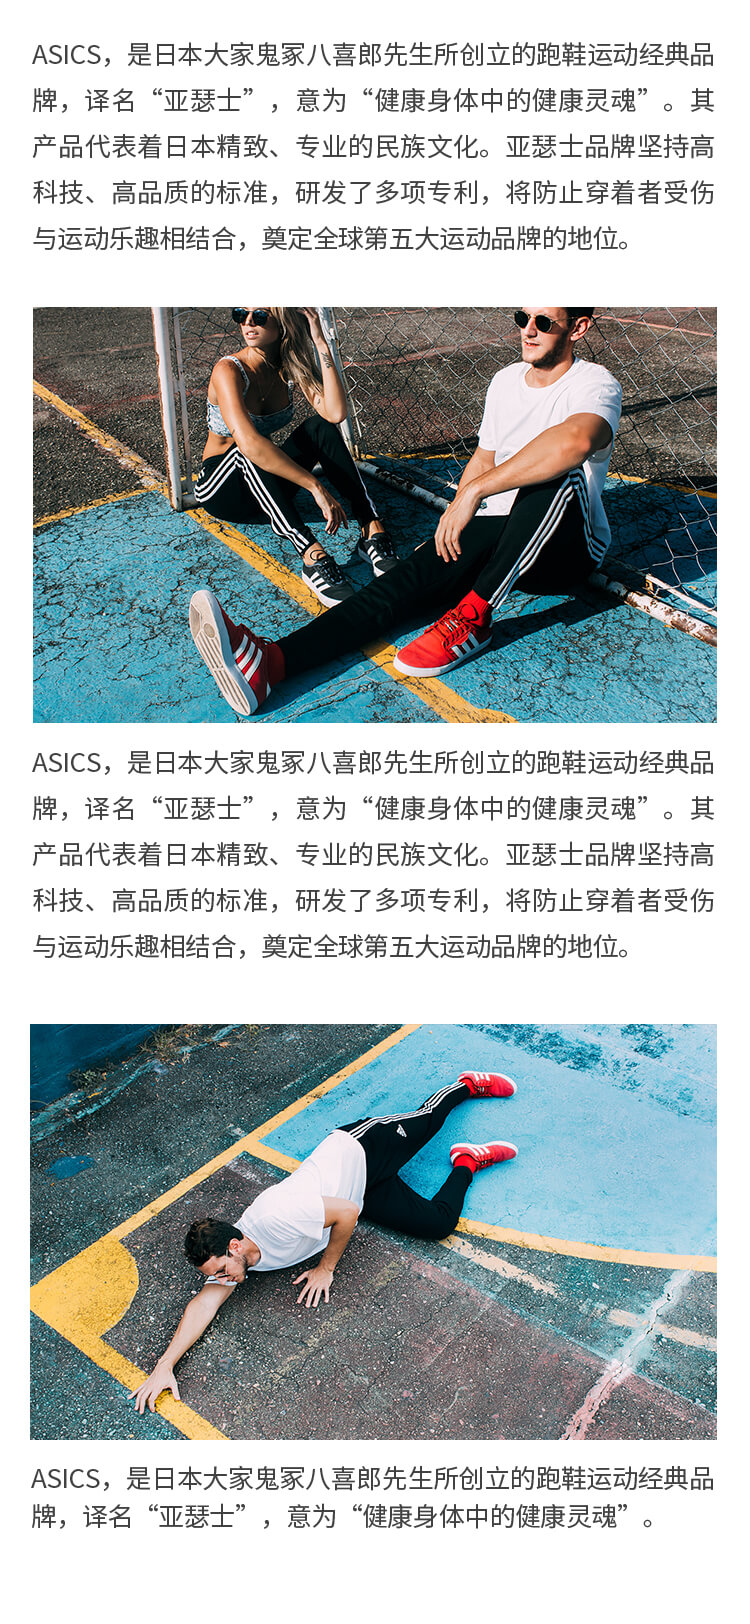 ASICS，是日本大家鬼冢八喜郎先生所创立的跑鞋运动经典品
牌，译名“亚瑟士”，意为“健康身体中的健康灵魂”。其
产品代表着日本精致、专业的民族文化。亚瑟士品牌坚持高
科技、高品质的标准，研发了多项专利，将防止穿着者受伤
与运动乐趣相结合，奠定全球第五大运动品牌的地位。
ASICS，是日本大家鬼冢八喜郎先生所创立的跑鞋运动经典品
牌，译名“亚瑟士”，意为“健康身体中的健康灵魂”。其
产品代表着日本精致、专业的民族文化。亚瑟士品牌坚持高
科技、高品质的标准，研发了多项专利，将防止穿着者受伤
与运动乐趣相结合，奠定全球第五大运动品牌的地位。
ASICS，是日本大家鬼冢八喜郎先生所创立的跑鞋运动经典品
牌，译名“亚瑟士”，意为“健康身体中的健康灵魂”。